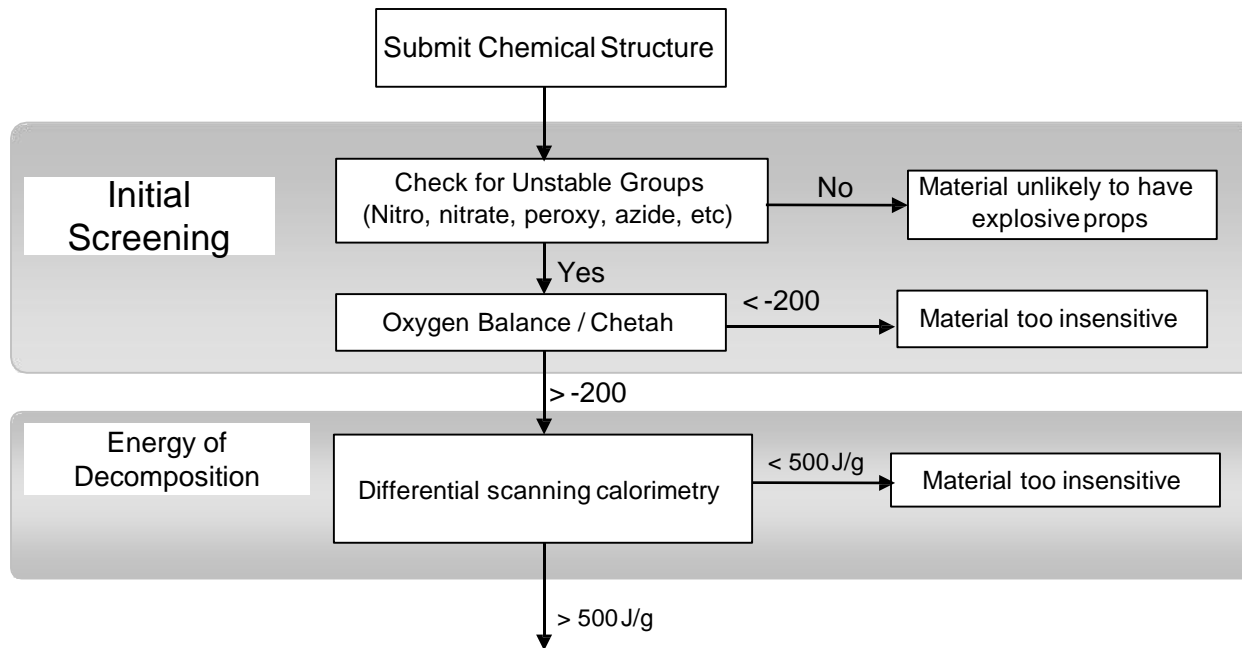 Submit Chemical Structure
Initial
Screening
Check for Unstable Groups
(Nitro, nitrate, peroxy, azide, etc)
No
Material unlikely to have
explosive props
Yes
Oxygen Balance / Chetah
< -200
Material too insensitive
> -200
Energy of
Decomposition
Differential scanning calorimetry
< 500 J/g
Material too insensitive
> 500 J/g